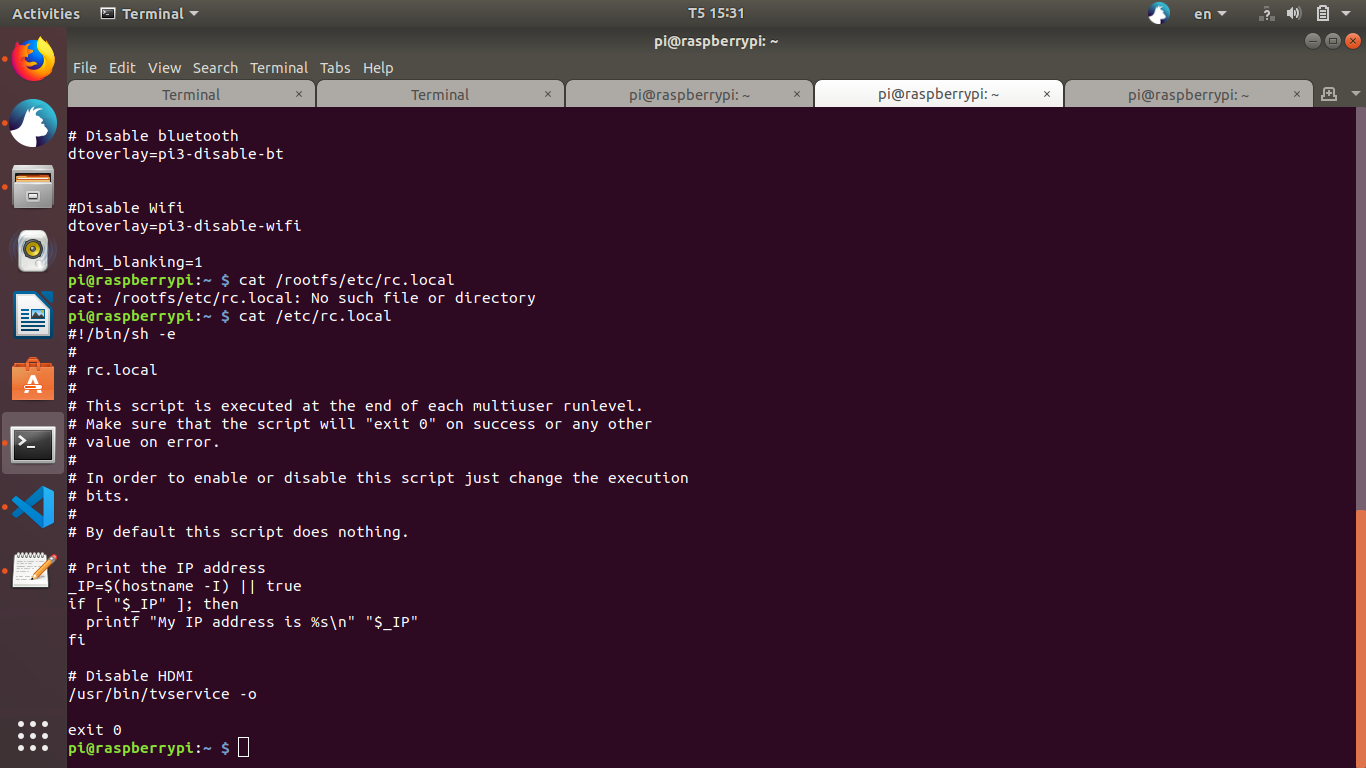 Activities Terminal T5 15:31 en
pi@raspberrypi: ~
File Edit View Search Terminal Tabs Help
Terminal × Terminal × pi@raspberrypi: ~ × pi@raspberrypi: ~ × pi@raspberrypi: ~ ×
# Disable bluetooth
dtoverlay=pi3-disable-bt
#Disable Wifi
dtoverlay=pi3-disable-wifi
hdmi_blanking=1
pi@raspberrypi:~ $ cat /rootfs/etc/rc.local
cat: /rootfs/etc/rc.local: No such file or directory
pi@raspberrypi:~ $ cat /etc/rc.local
#!/bin/sh -e
#
# rc.local
#
# This script is executed at the end of each multiuser runlevel.
# Make sure that the script will "exit 0" on success or any other
# value on error.
#
# In order to enable or disable this script just change the execution
# bits.
#
# By default this script does nothing.
# Print the IP address
_IP=$(hostname -I) || true
if [ "$_IP" ]; then
  printf "My IP address is %s\n" "$_IP"
fi
# Disable HDMI
/usr/bin/tvservice -o
exit 0
pi@raspberrypi:~ $